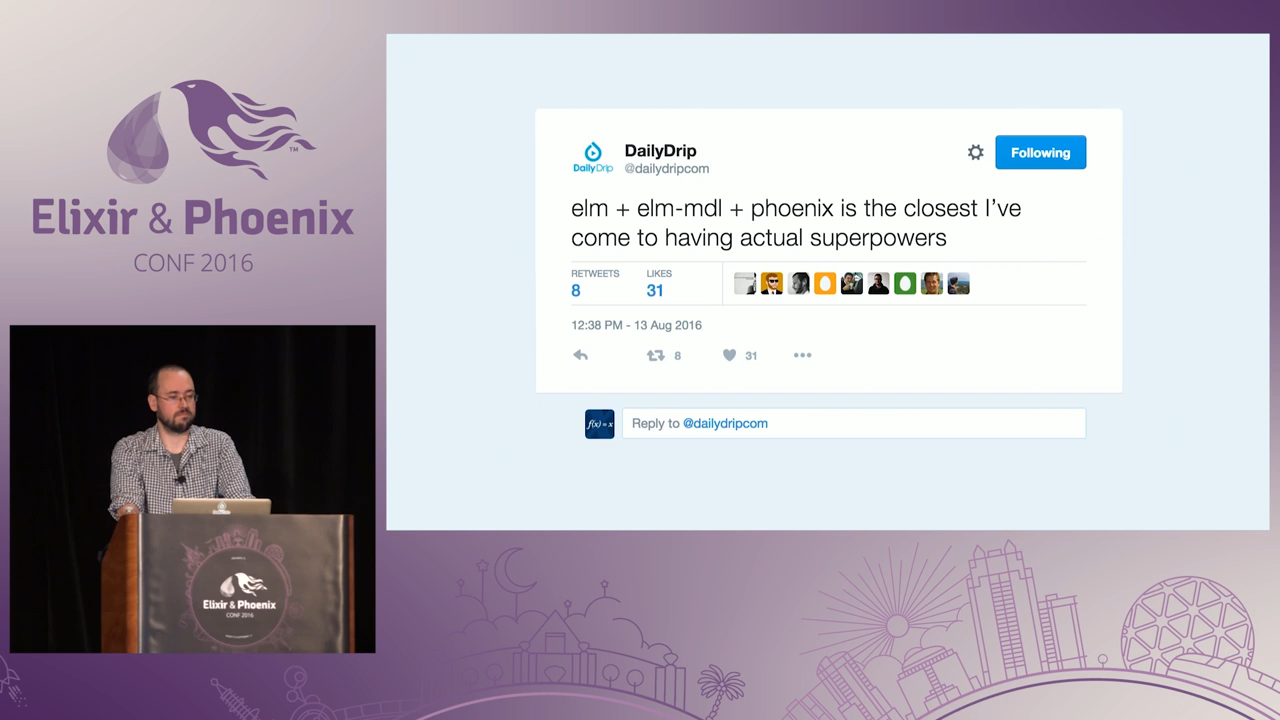 Elixir & Phoenix
TM
CONF 2016
DailyDrip
DailyDrip
@dailydripcom
Following
elm + elm-mdl + phoenix is the closest I’ve
come to having actual superpowers
RETWEETS
LIKES
8
31
12:38 PM - 13 Aug 2016
8
31
f(x) = x
Reply to @dailydripcom
Elixir & Phoenix
CONF 2016